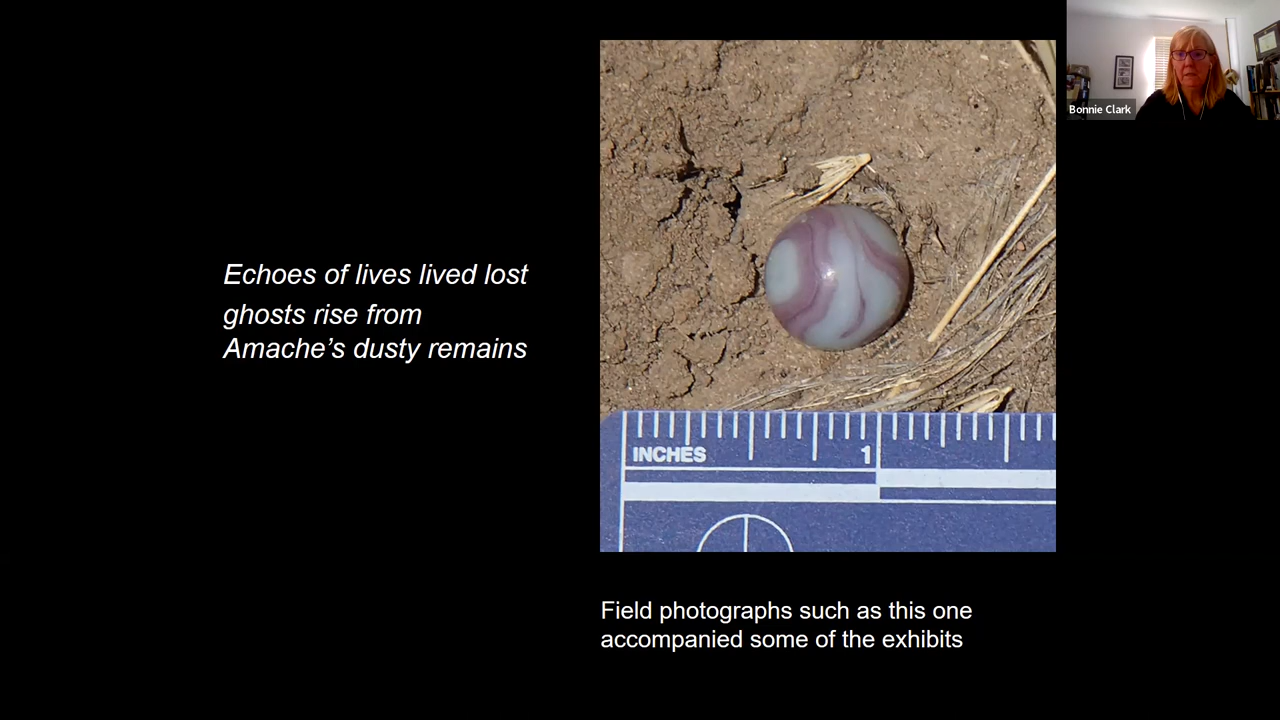 Bonnie Clark
Echoes of lives lived lost
ghosts rise from
Amache’s dusty remains
INCHES 1
Field photographs such as this one
accompanied some of the exhibits